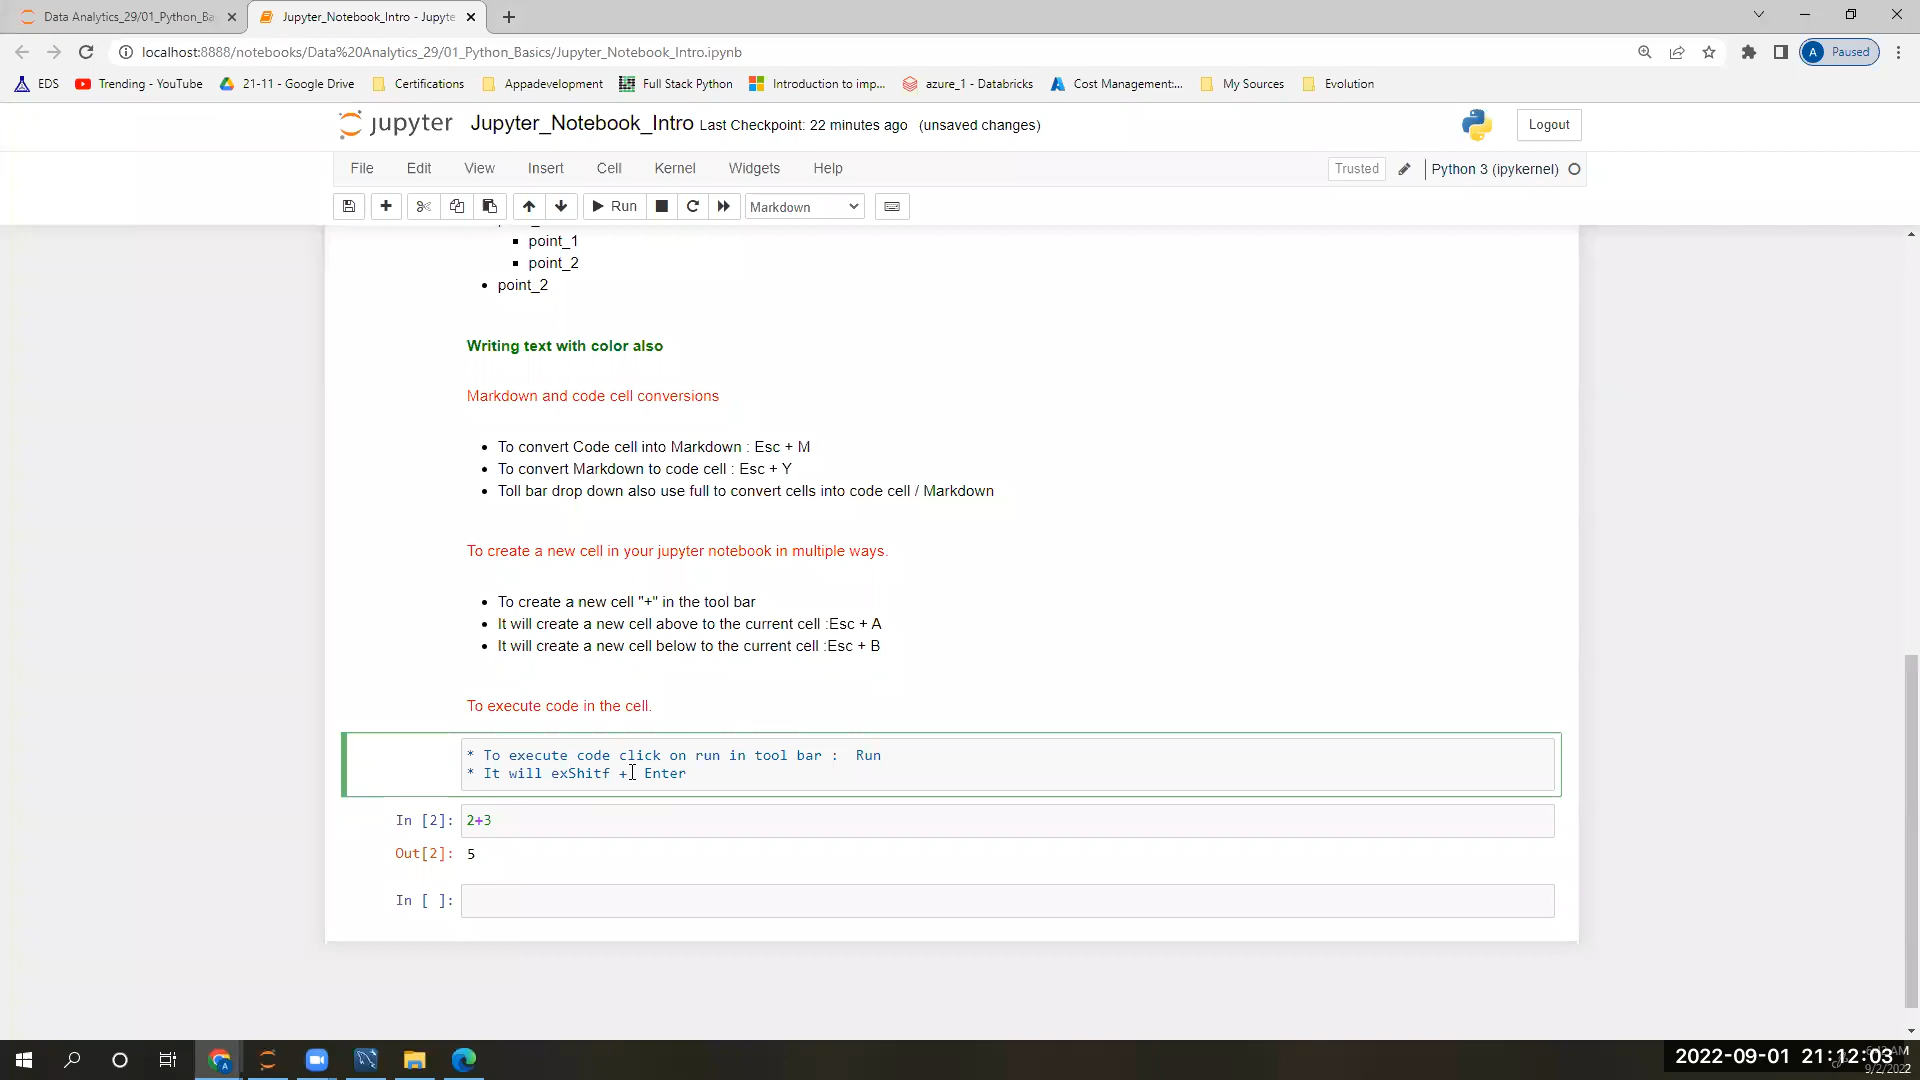 Data Analytics_29/01_Python_Ba
Jupyter_Notebook_Intro - Jupyte
localhost:8888/notebooks/Data%20Analytics_29/01_Python_Basics/Jupyter_Notebook_Intro.ipynb
A Paused
EDS
Trending - YouTube
21-11 - Google Drive
Certifications
Appadevelopment
Full Stack Python
Introduction to imp...
azure_1 - Databricks
Cost Management:...
My Sources
Evolution
jupyter Jupyter_Notebook_Intro Last Checkpoint: 22 minutes ago (unsaved changes)
Logout
File Edit View Insert Cell Kernel Widgets Help
Trusted
Python 3 (ipykernel)
Run
Markdown
point_1
point_2
point_2
Writing text with color also
Markdown and code cell conversions
To convert Code cell into Markdown : Esc + M
To convert Markdown to code cell : Esc + Y
Toll bar drop down also use full to convert cells into code cell / Markdown
To create a new cell in your jupyter notebook in multiple ways.
To create a new cell "+" in the tool bar
It will create a new cell above to the current cell :Esc + A
It will create a new cell below to the current cell :Esc + B
To execute code in the cell.
* To execute code click on run in tool bar : Run
* It will exShitf + Enter
In [2]: 2+3
Out[2]: 5
In [ ]:
2022-09-01 21:12:03